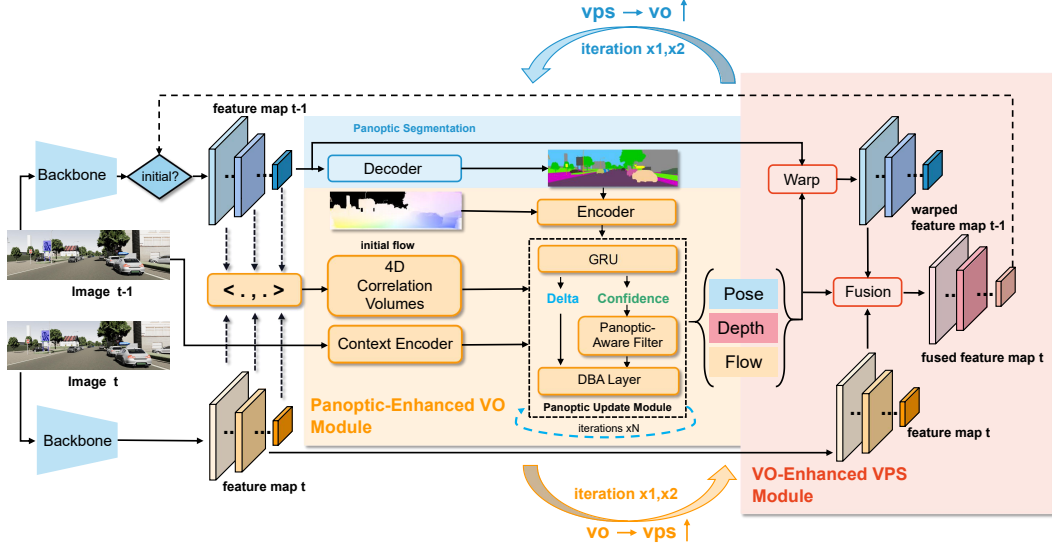 vps → vo ↑
iteration x1,x2
feature map t-1
Panoptic Segmentation
Backbone
initial?
Decoder
Warp
Encoder
initial flow
warped
feature map t-1
Image t-1
< . , . >
4D
Correlation
Volumes
GRU
Delta
Confidence
Pose
Depth
Flow
Fusion
Panoptic-
Aware Filter
Context Encoder
DBA Layer
fused feature map t
Image t
Panoptic Update Module
Panoptic-Enhanced VO
Module
iterations xN
Backbone
feature map t
feature map t
VO-Enhanced VPS
Module
iteration x1,x2
vo → vps ↑